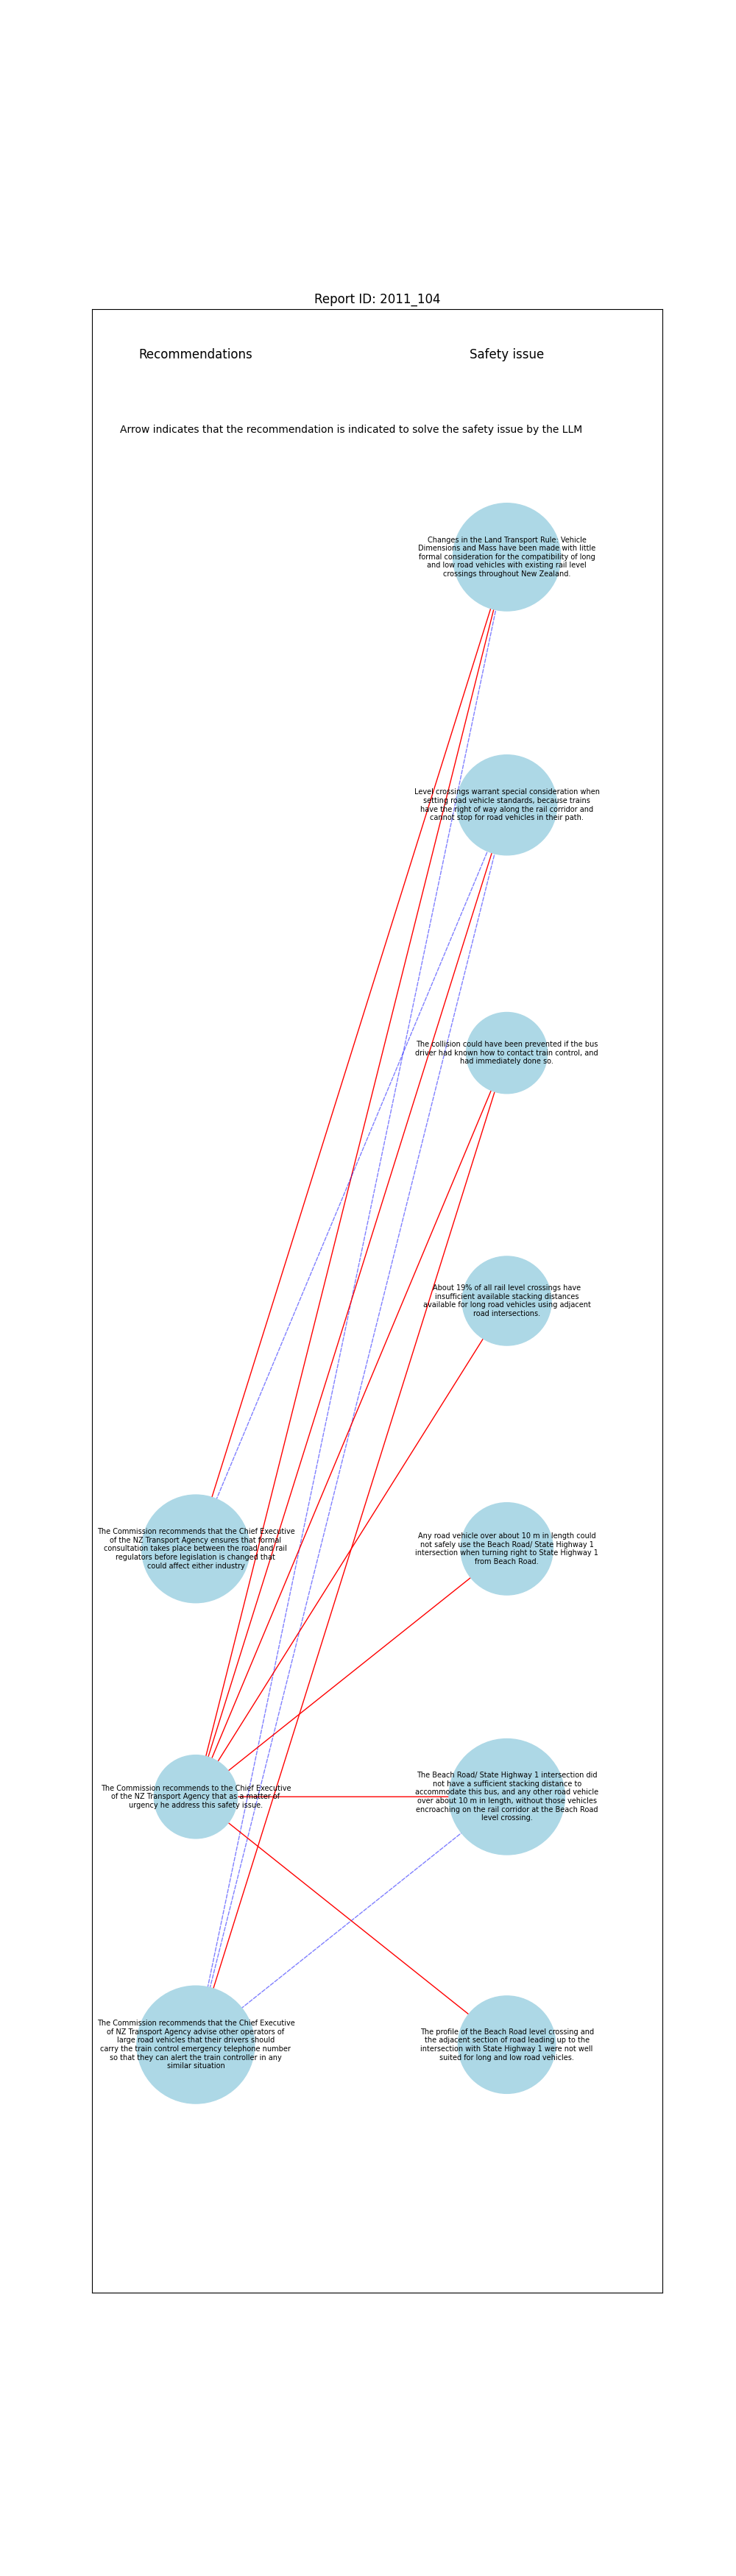 Report ID: 2011_104
Recommendations
Safety issue
Arrow indicates that the recommendation is indicated to solve the safety issue by the LLM
Changes in the Land Transport Rule: Vehicle
Dimensions and Mass have been made with little
formal consideration for the compatibility of long
and low road vehicles with existing rail level
crossings throughout New Zealand.
Level crossings warrant special consideration when
setting road vehicle standards, because trains
have the right of way along the rail corridor and
cannot stop for road vehicles in their path.
The collision could have been prevented if the bus
driver had known how to contact train control, and
had immediately done so.
About 19% of all rail level crossings have
insufficient available stacking distances
available for long road vehicles using adjacent
road intersections.
The Commission recommends that the Chief Executive
of the NZ Transport Agency ensures that formal
consultation takes place between the road and rail
regulators before legislation is changed that
could affect either industry
Any road vehicle over about 10 m in length could
not safely use the Beach Road/ State Highway 1
intersection when turning right to State Highway 1
from Beach Road.
The Commission recommends to the Chief Executive
of the NZ Transport Agency that as a matter of
urgency he address this safety issue.
The Beach Road/ State Highway 1 intersection did
not have a sufficient stacking distance to
accommodate this bus, and any other road vehicle
over about 10 m in length, without those vehicles
encroaching on the rail corridor at the Beach Road
level crossing.
The Commission recommends that the Chief Executive
of NZ Transport Agency advise other operators of
large road vehicles that their drivers should
carry the train control emergency telephone number
so that they can alert the train controller in any
similar situation
The profile of the Beach Road level crossing and
the adjacent section of road leading up to the
intersection with State Highway 1 were not well
suited for long and low road vehicles.